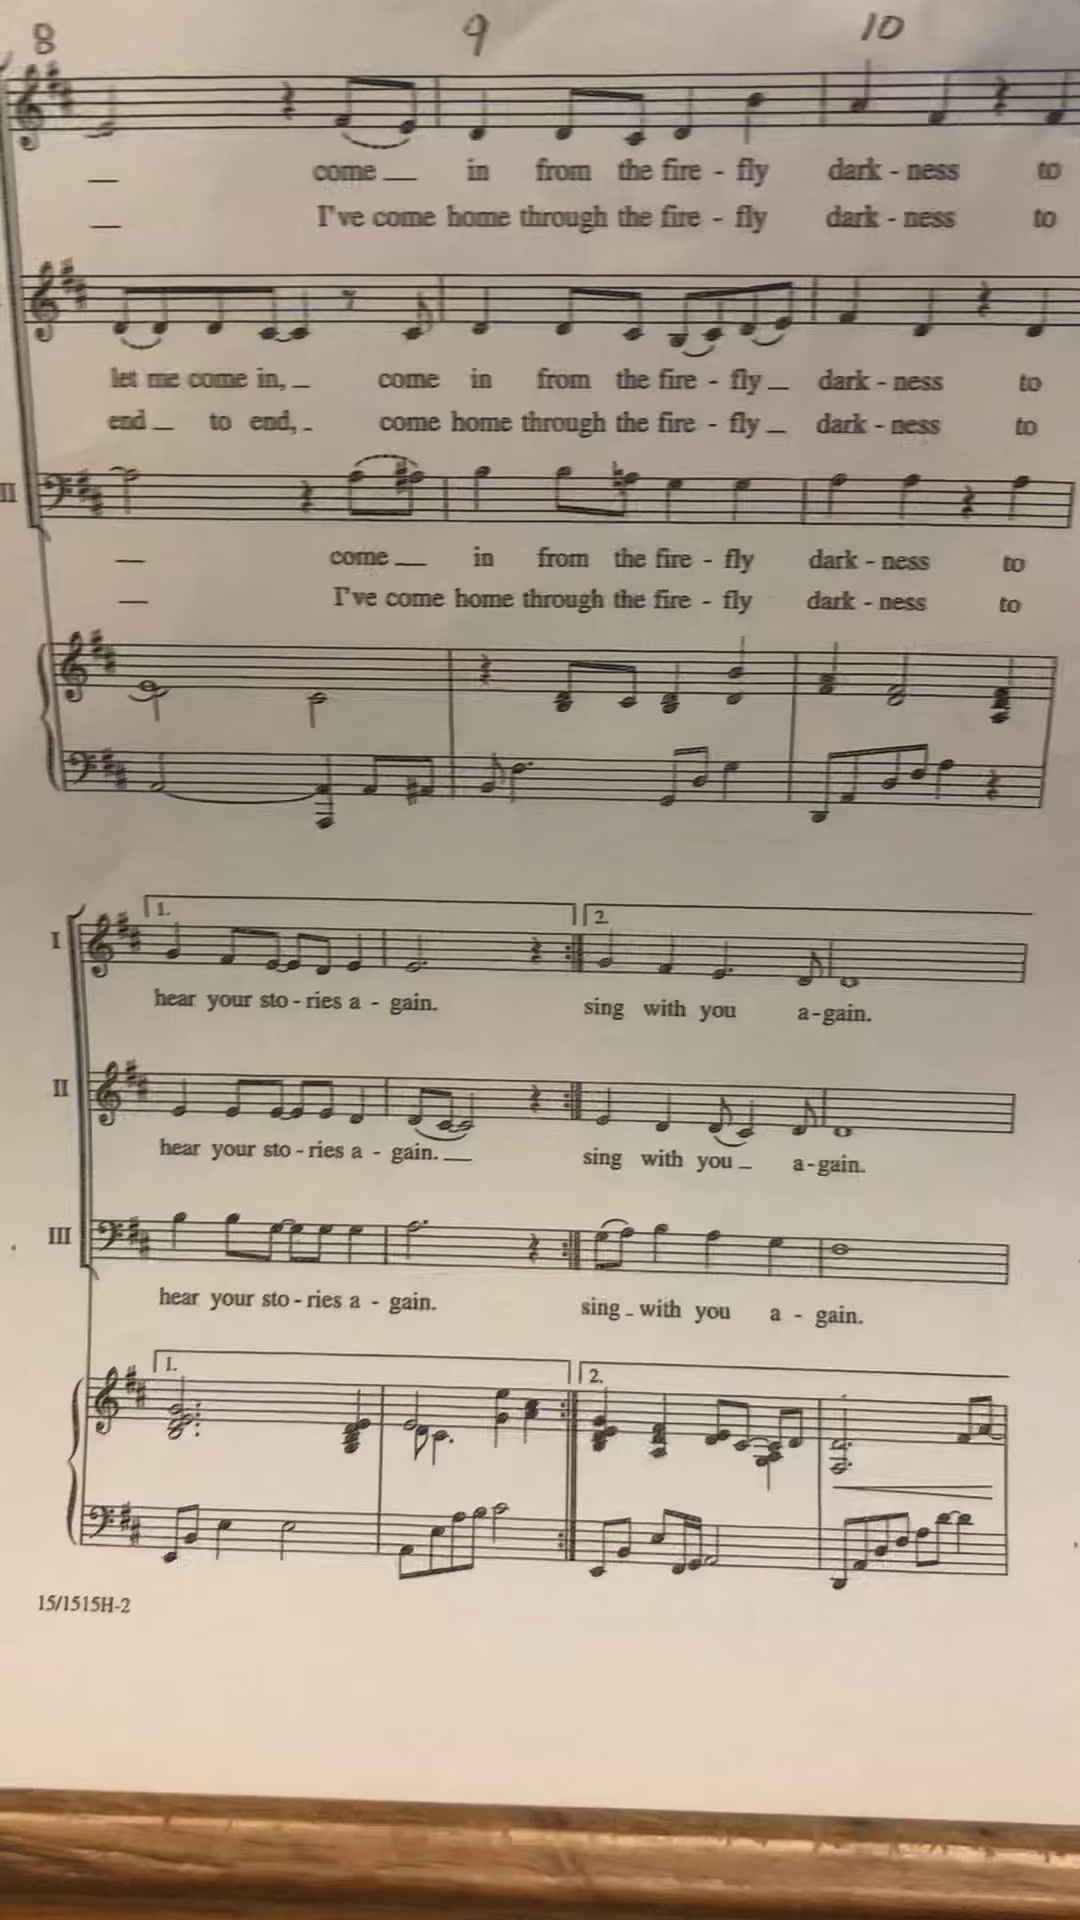 8 9 10
come in from the fire - fly dark - ness to
I've come home through the fire - fly dark - ness to
let me come in, come in from the fire - fly dark - ness to
end to end, come home through the fire - fly dark - ness to
II
come in from the fire - fly dark - ness to
I've come home through the fire - fly dark - ness to
1. 2.
I
hear your sto - ries a - gain. sing with you a - gain.
II
hear your sto - ries a - gain. sing with you a - gain.
III
hear your sto - ries a - gain. sing with you a - gain.
1. 2.
15/1515H-2